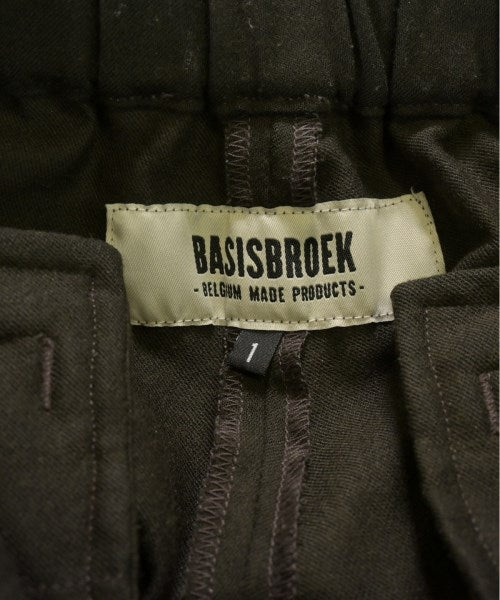 BASISBROEK
- BELGIUM MADE PRODUCTS -
1